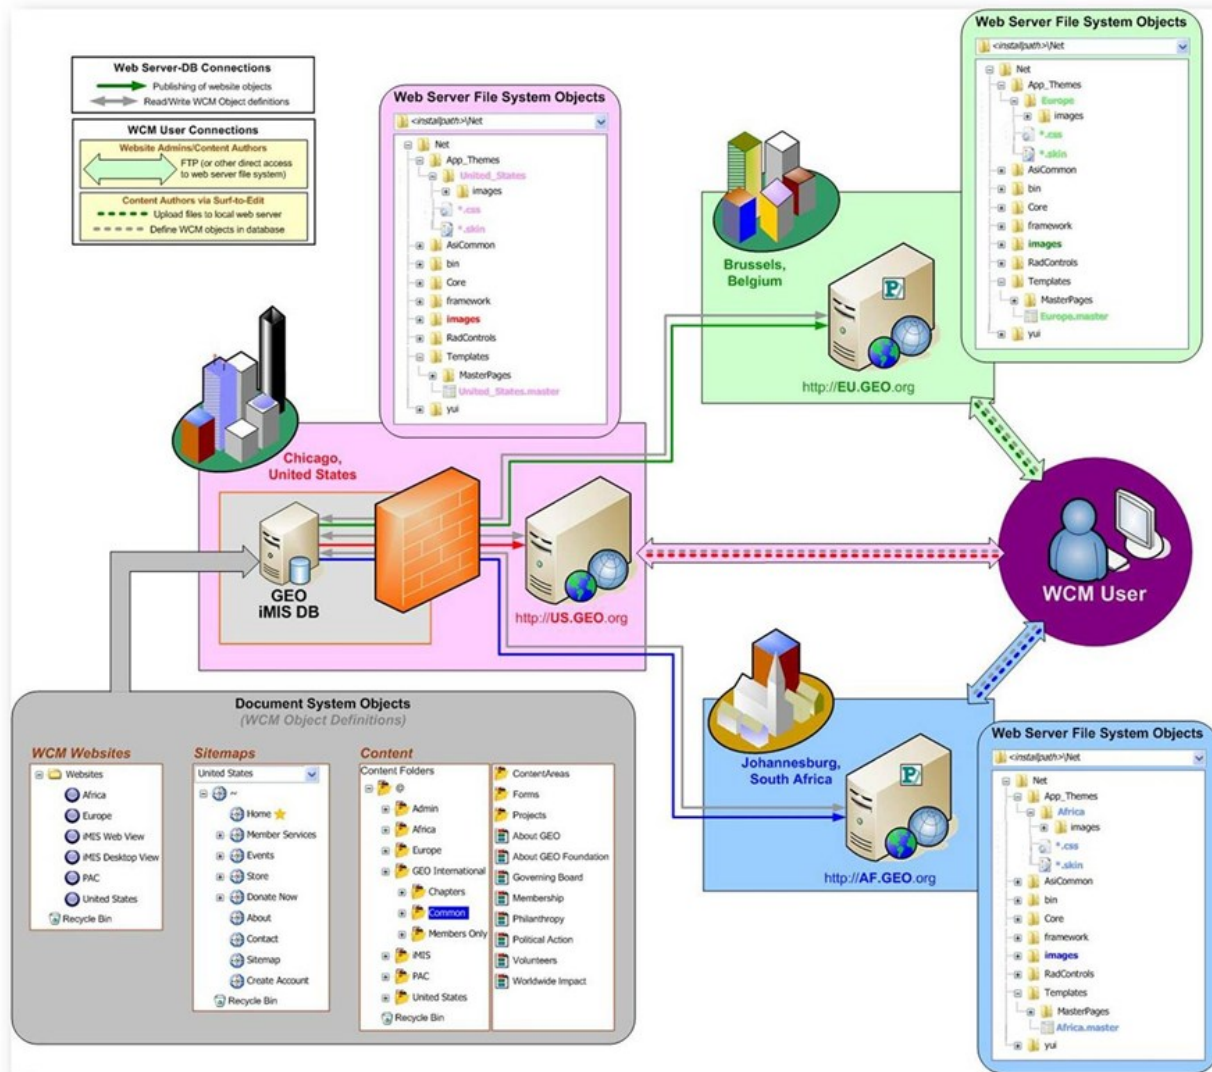 Web Server-DB Connections
Publishing of website objects
Read/Write WCM Object definitions
WCM User Connections
Website Admins/Content Authors
FTP (or other direct access
to web server file system)
Content Authors via Surf-to-Edit
Upload files to local web server
Define WCM objects in database
Web Server File System Objects
<installpath>\Net
Net
App_Themes
United_States
images
*.css
*.skin
AsiCommon
bin
Core
framework
images
RadControls
Templates
MasterPages
United_States.master
yui
Web Server File System Objects
<installpath>\Net
Net
App_Themes
Europe
images
*.css
*.skin
AsiCommon
bin
Core
framework
images
RadControls
Templates
MasterPages
Europe.master
yui
Brussels,
Belgium
http://EU.GEO.org
Chicago,
United States
GEO
iMIS DB
http://US.GEO.org
WCM User
Johannesburg,
South Africa
http://AF.GEO.org
Web Server File System Objects
<installpath>\Net
Net
App_Themes
Africa
images
*.css
*.skin
AsiCommon
bin
Core
framework
images
RadControls
Templates
MasterPages
Africa.master
yui
Document System Objects
(WCM Object Definitions)
WCM Websites
Websites
Africa
Europe
iMIS Web View
iMIS Desktop View
PAC
United States
Recycle Bin
Sitemaps
United States
~
Home
Member Services
Events
Store
Donate Now
About
Contact
Sitemap
Create Account
Recycle Bin
Content
Content Folders
@
Admin
Africa
Europe
GEO International
Chapters
Common
Members Only
iMIS
PAC
United States
Recycle Bin
ContentAreas
Forms
Projects
About GEO
About GEO Foundation
Governing Board
Membership
Philanthropy
Political Action
Volunteers
Worldwide Impact